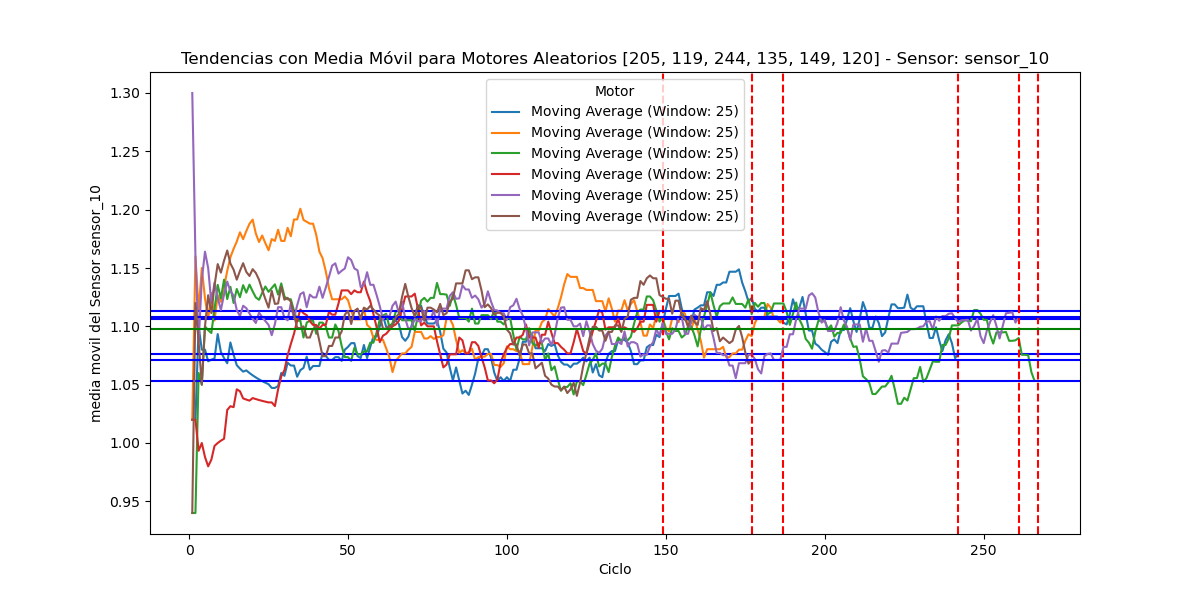 Tendencias con Media Móvil para Motores Aleatorios [205, 119, 244, 135, 149, 120] - Sensor: sensor_10
Motor
Moving Average (Window: 25)
Moving Average (Window: 25)
Moving Average (Window: 25)
Moving Average (Window: 25)
Moving Average (Window: 25)
Moving Average (Window: 25)
media movil del Sensor sensor_10
1.30
1.25
1.20
1.15
1.10
1.05
1.00
0.95
0
50
100
150
200
250
Ciclo